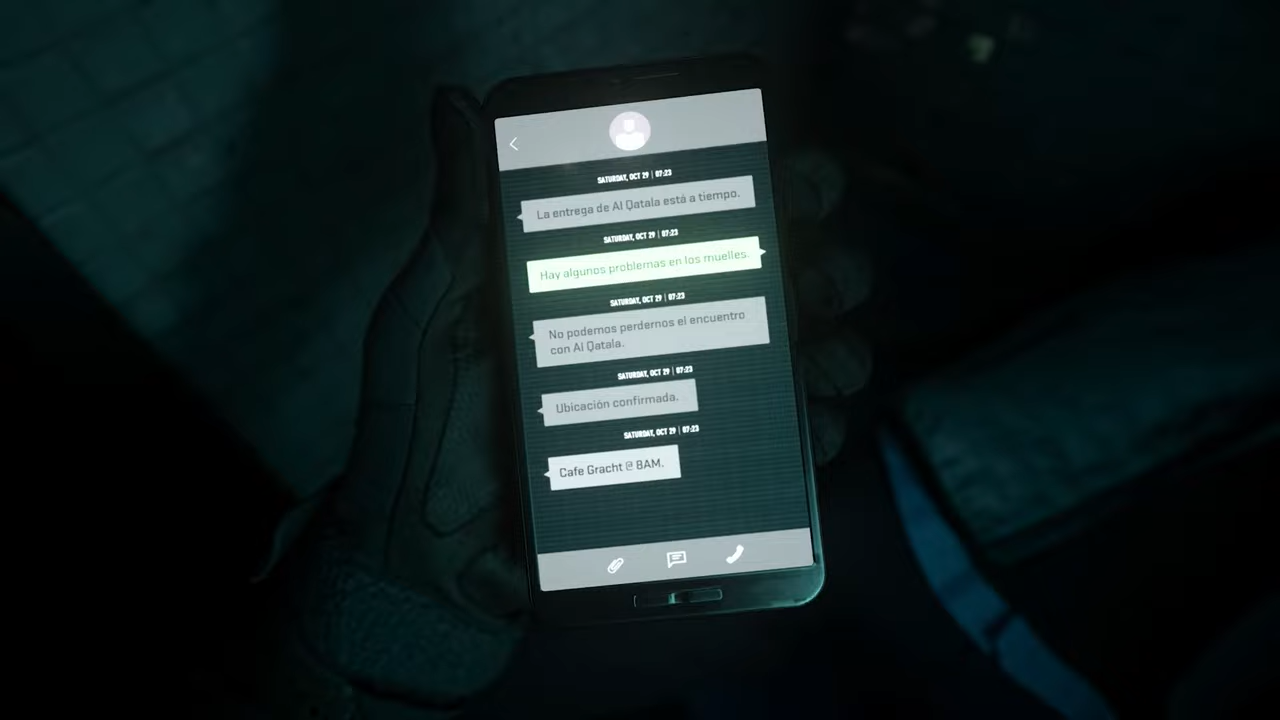 SATURDAY, OCT 29 | 07:23
La entrega de Al Qatala está a tiempo.
SATURDAY, OCT 29 | 07:23
Hay algunos problemas en los muelles.
SATURDAY, OCT 29 | 07:23
No podemos perdernos el encuentro
con Al Qatala.
SATURDAY, OCT 29 | 07:23
Ubicación confirmada.
SATURDAY, OCT 29 | 07:23
Cafe Gracht @ BAM.